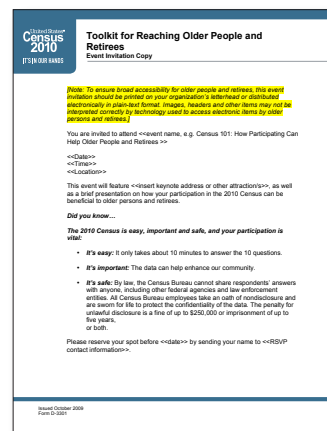 United States®
Census
2010
IT'S IN OUR HANDS
Toolkit for Reaching Older People and
Retirees
Event Invitation Copy
[Note: To ensure broad accessibility for older people and retirees, this event
invitation should be printed on your organization's letterhead or distributed
electronically in plain-text format. Images, headers and other items may not be
interpreted correctly by technology used to access electronic items by older
persons and retirees.]
You are invited to attend <<event name, e.g. Census 101: How Participating Can
Help Older People and Retirees >>
<<Date>>
<<Time>>
<<Location>>
This event will feature <<insert keynote address or other attraction/s>>, as well
as a brief presentation on how your participation in the 2010 Census can be
beneficial to older persons and retirees.
Did you know…
The 2010 Census is easy, important and safe, and your participation is
vital:
• It's easy: It only takes about 10 minutes to answer the 10 questions.
• It's important: The data can help enhance our community.
• It's safe: By law, the Census Bureau cannot share respondents' answers
with anyone, including other federal agencies and law enforcement
entities. All Census Bureau employees take an oath of nondisclosure and
are sworn for life to protect the confidentiality of the data. The penalty for
unlawful disclosure is a fine of up to $250,000 or imprisonment of up to
five years,
or both.
Please reserve your spot before <<date>> by sending your name to <<RSVP
contact information>>.
Issued October 2009
Form D-3301